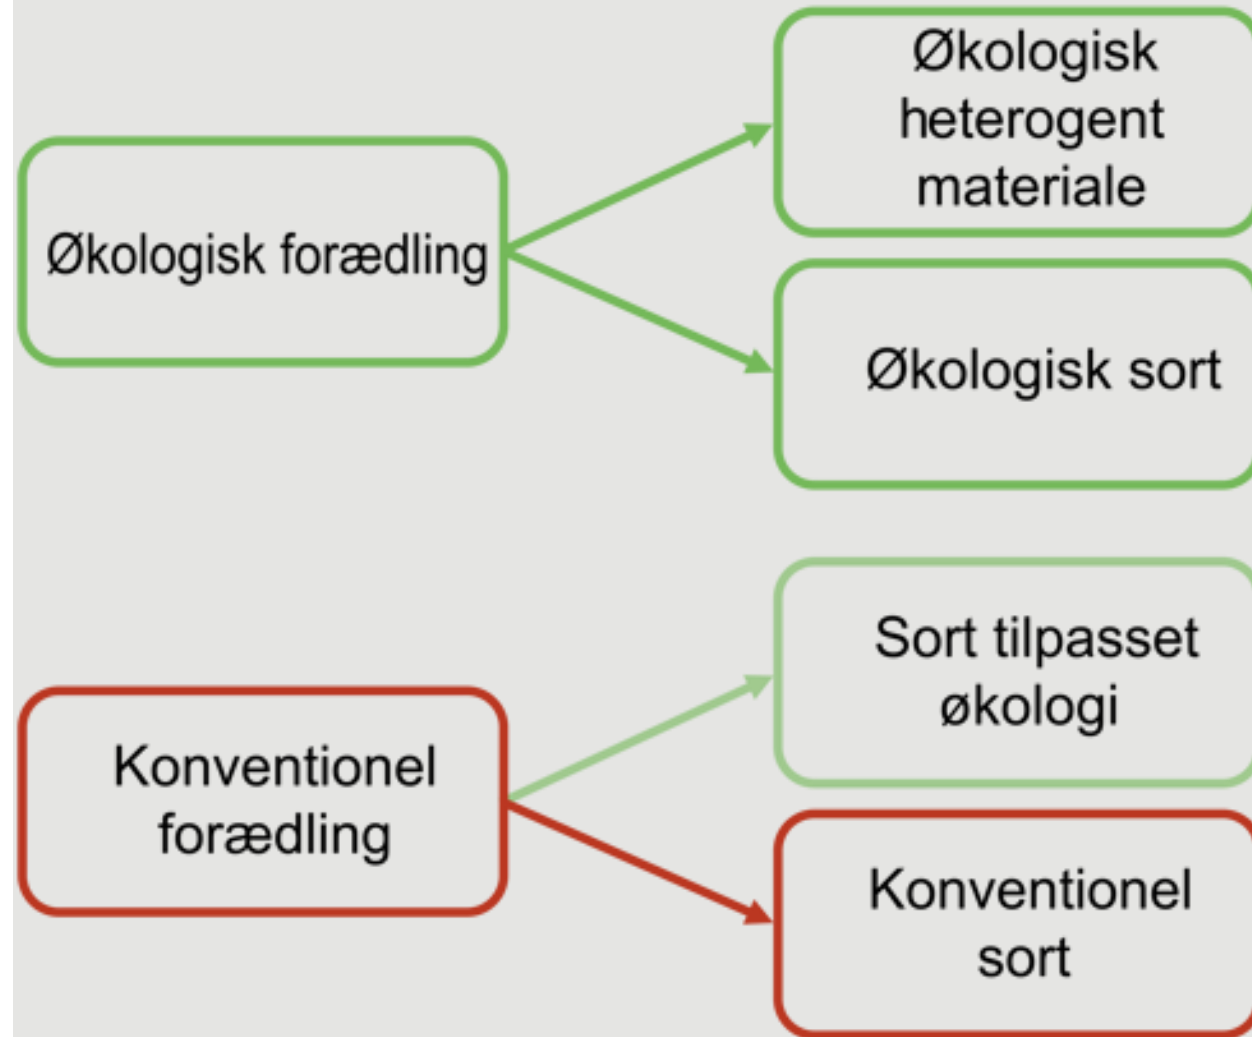 Økologisk
heterogent
materiale
Økologisk forædling
Økologisk sort
Sort tilpasset
økologi
Konventionel
forædling
Konventionel
sort